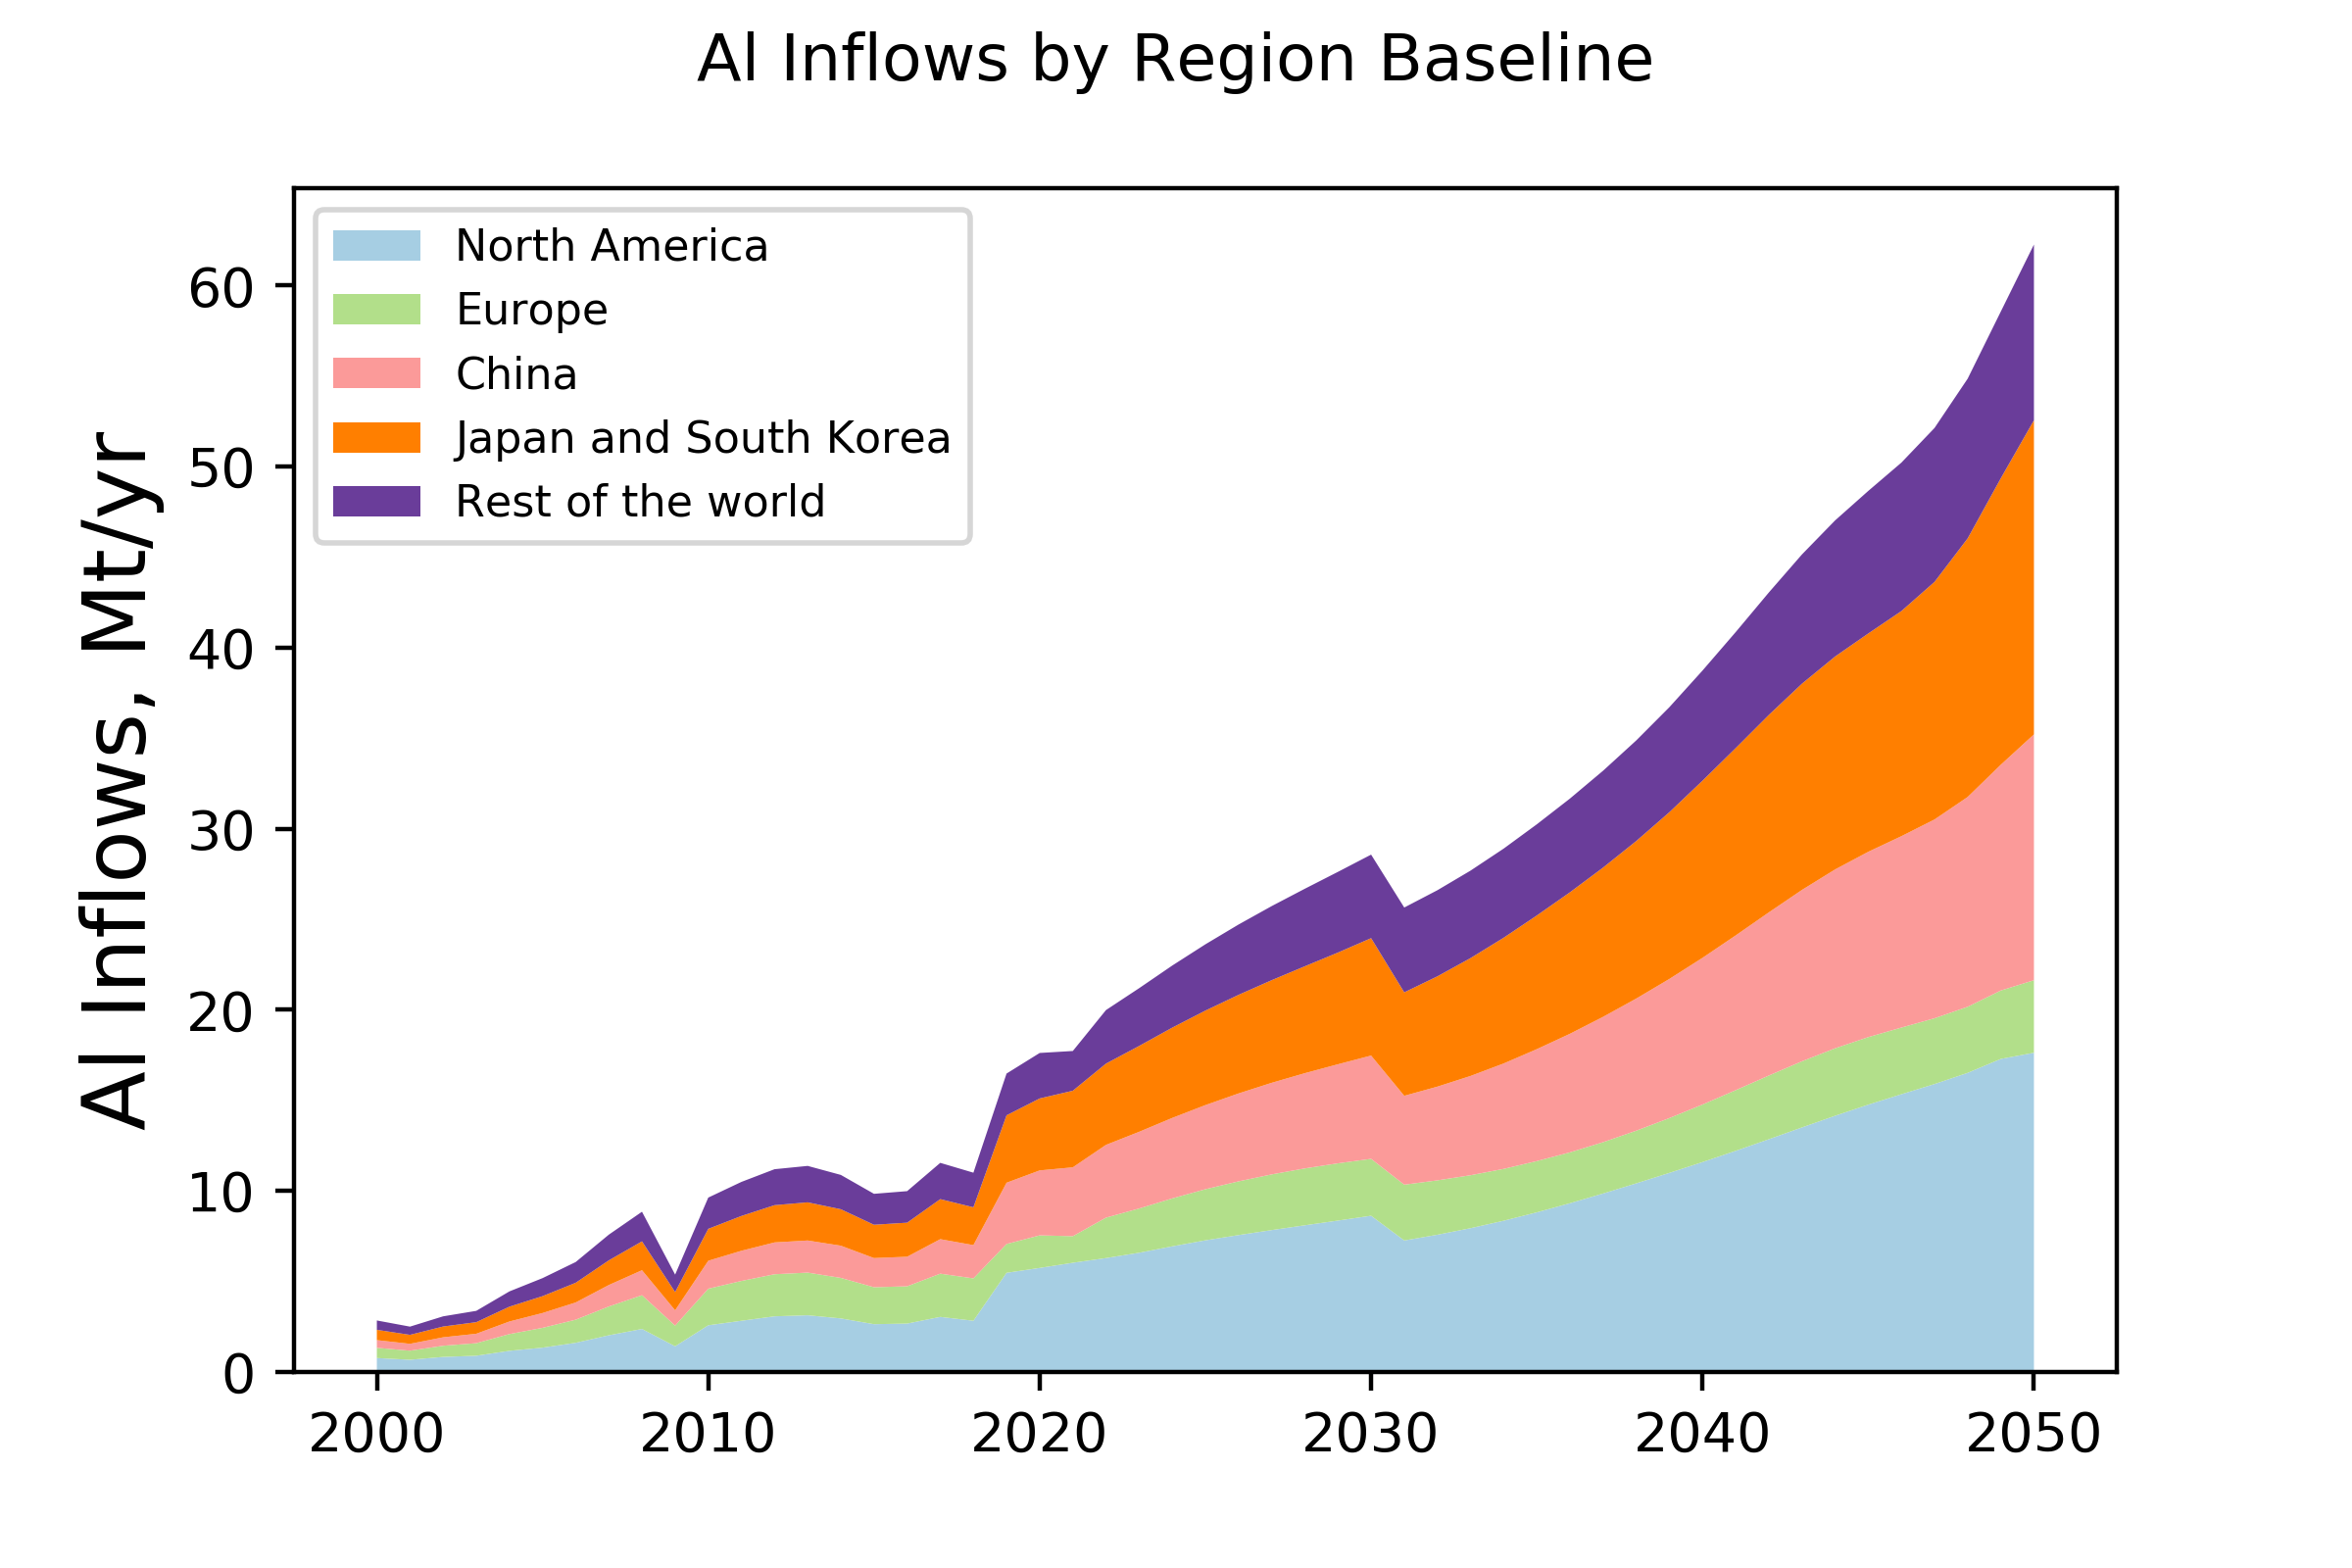 Al Inflows by Region Baseline
North America
Europe
China
Japan and South Korea
Rest of the world
Al Inflows, Mt/yr
60
50
40
30
20
10
0
2000 2010 2020 2030 2040 2050